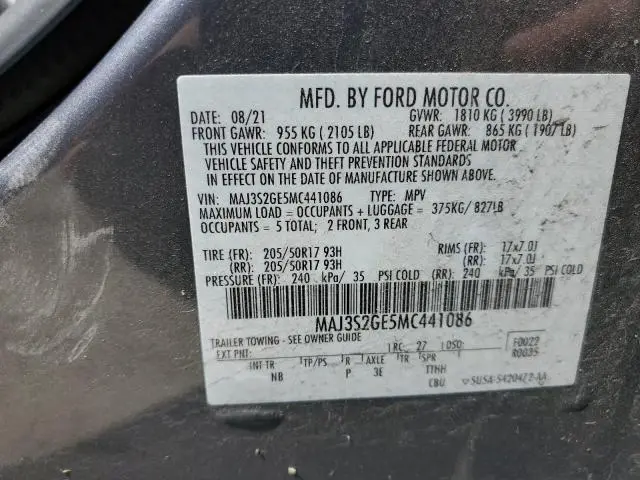 MFD. BY FORD MOTOR CO.
DATE: 08/21 GVWR: 1810 KG ( 3990 LB)
FRONT GAWR: 955 KG ( 2105 LB) REAR GAWR: 865 KG ( 1907 LB)
THIS VEHICLE CONFORMS TO ALL APPLICABLE FEDERAL MOTOR
VEHICLE SAFETY AND THEFT PREVENTION STANDARDS
IN EFFECT ON THE DATE OF MANUFACTURE SHOWN ABOVE.
VIN: MAJ3S2GE5MC441086 TYPE: MPV
MAXIMUM LOAD = OCCUPANTS + LUGGAGE = 375KG/ 827LB
OCCUPANTS = 5 TOTAL; 2 FRONT, 3 REAR
TIRE (FR): 205/50R17 93H RIMS (FR): 17x7.0J
(RR): 205/50R17 93H (RR): 17x7.0J
PRESSURE (FR): 240 kPa/ 35 PSI COLD (RR): 240 kPa/ 35 PSI COLD
MAJ3S2GE5MC441086
TRAILER TOWING - SEE OWNER GUIDE
EXT PNT: RC: 27 DSO: F0022
R0035
INT TR TP/PS R AXLE TR SPR
NB P 3E TTHH
CBU SU5A-5420472-AA